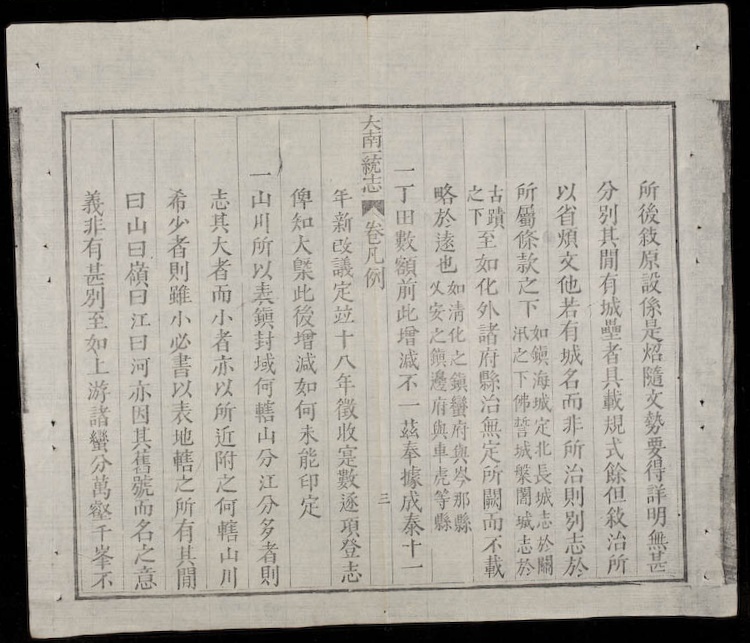 所後敘原設係是炤隨文勢要得詳明無甚
分別其間有城壘者具載規式餘但敘治所
以省煩文他若有城名而非所治則別志於
所屬條款之下
如鎭海城定北長城志於關
汛之下佛誓城槃闍城志於
古蹟
之下
至如化外諸府縣治無定所闕而不載
略於遠也
如清化之鎭蠻府與岑那縣
乂安之鎭邊府與車虎等縣
一丁田數額前此增減不一茲奉據成泰十一
大南一統志 卷凡例 三
年新改議定竝十八年徵收寔數逐項登志
俾知大槩此後增減如何未能印定
一山川所以表鎭封域何轄山分江分多者則
志其大者而小者亦以所近附之何轄山川
希少者則雖小必書以表地轄之所有其間
曰山曰嶺曰江曰河亦因其舊號而名之意
義非有甚別至如上游諸蠻分萬壑千峯不